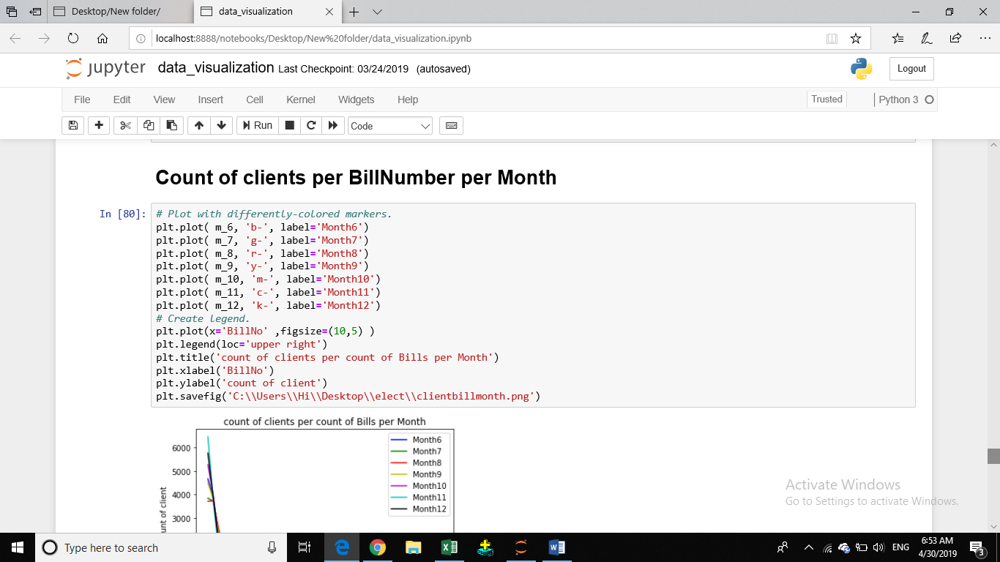 Desktop/New folder/
data_visualization
localhost:8888/notebooks/Desktop/New%20folder/data_visualization.ipynb
jupyter data_visualization Last Checkpoint: 03/24/2019 (autosaved)
Logout
File Edit View Insert Cell Kernel Widgets Help
Trusted
Python 3
Run
Code
Count of clients per BillNumber per Month
In [80]:
# Plot with differently-colored markers.
plt.plot( m_6, 'b-', label='Month6')
plt.plot( m_7, 'g-', label='Month7')
plt.plot( m_8, 'r-', label='Month8')
plt.plot( m_9, 'y-', label='Month9')
plt.plot( m_10, 'm-', label='Month10')
plt.plot( m_11, 'c-', label='Month11')
plt.plot( m_12, 'k-', label='Month12')
# Create legend.
plt.plot(x='BillNo' ,figsize=(10,5) )
plt.legend(loc='upper right')
plt.title('count of clients per count of Bills per Month')
plt.xlabel('BillNo')
plt.ylabel('count of client')
plt.savefig('C:\\Users\\Hi\\Desktop\\elect\\clientbillmonth.png')
count of clients per count of Bills per Month
6000
5000
4000
3000
unt of client
Month6
Month7
Month8
Month9
Month10
Month11
Month12
Activate Windows
Go to Settings to activate Windows.
Type here to search
ENG
6:53 AM
4/30/2019
3